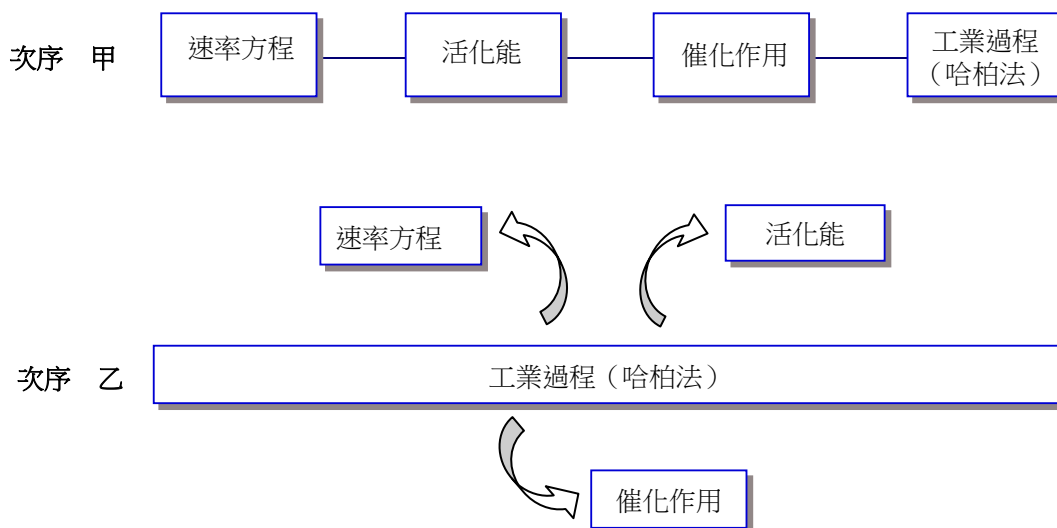 次序 甲
速率方程
活化能
催化作用
工業過程
（哈柏法）
速率方程
活化能
次序 乙
工業過程（哈柏法）
催化作用